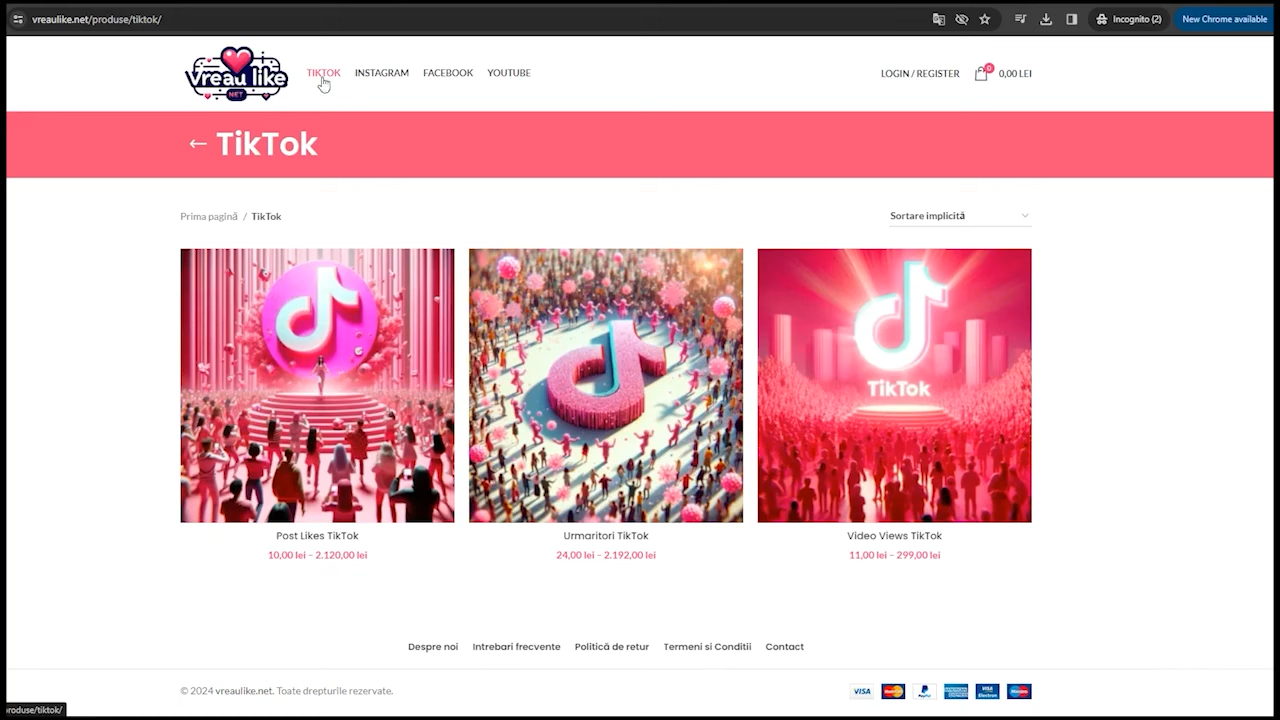 vreaulike.net/produse/tiktok/
Incognito (2)
New Chrome available
Vreau like
NET
TIKTOK
INSTAGRAM
FACEBOOK
YOUTUBE
LOGIN / REGISTER
0
0,00 LEI
← TikTok
Prima pagină / TikTok
Sortare implicită
TikTok
Post Likes TikTok
Urmaritori TikTok
Video Views TikTok
10,00 lei – 2.120,00 lei
24,00 lei – 2.192,00 lei
11,00 lei – 299,00 lei
Despre noi
Intrebari frecvente
Politică de retur
Termeni si Conditii
Contact
© 2024 vreaulike.net. Toate drepturile rezervate.
VISA
PayPal
VISA
Electron
produse/tiktok/